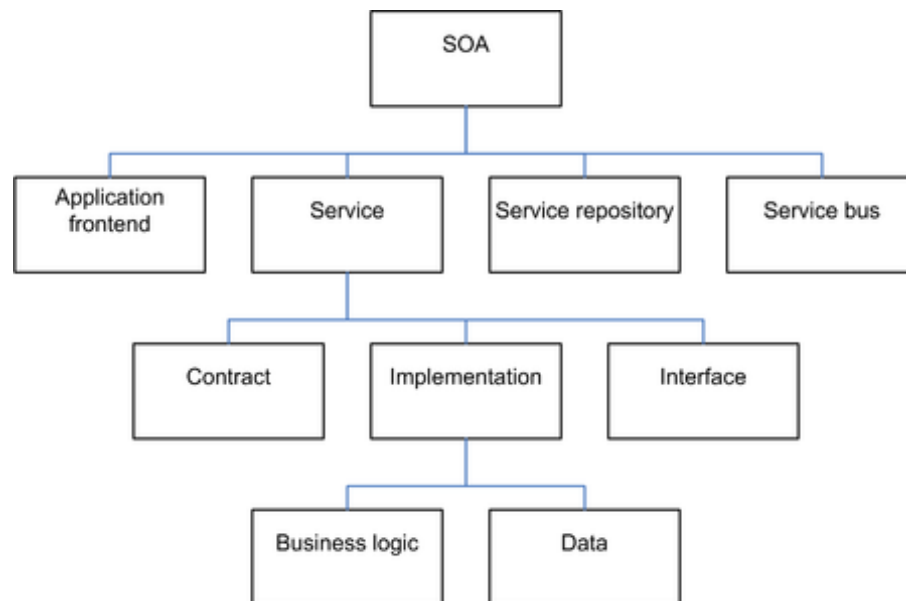 SOA
Application
frontend
Service
Service repository
Service bus
Contract
Implementation
Interface
Business logic
Data